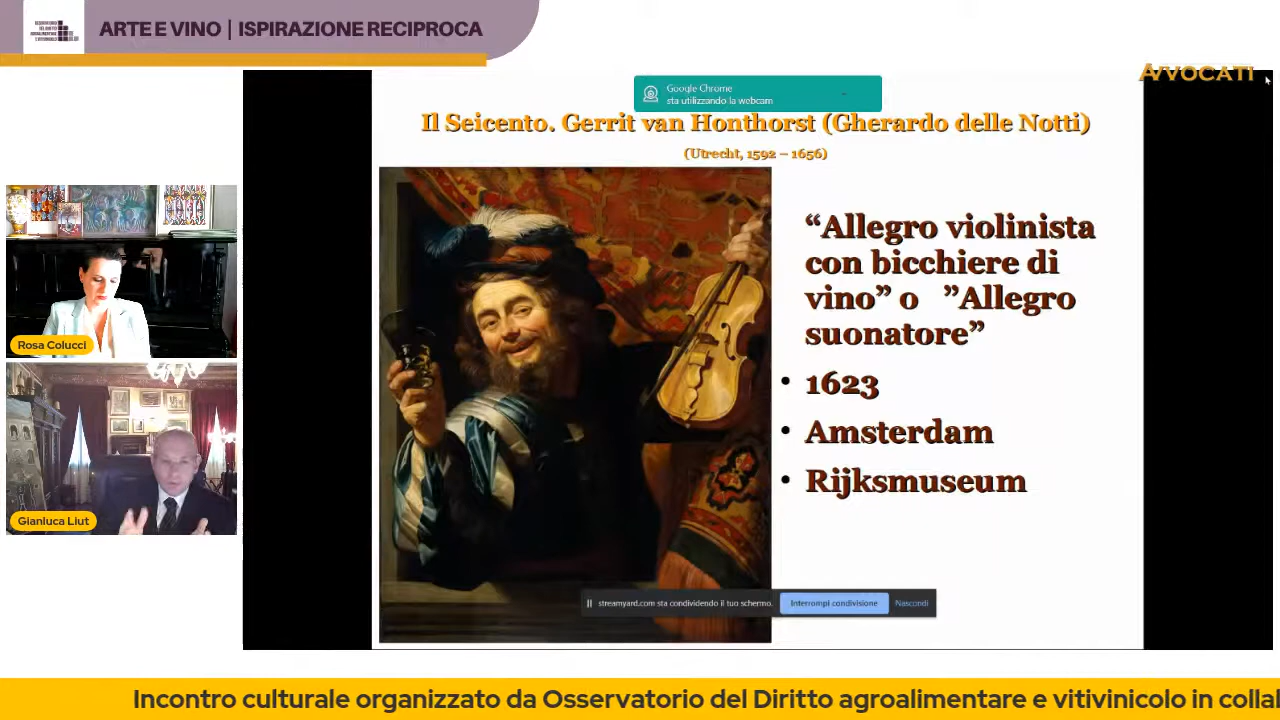 ARTE E VINO | ISPIRAZIONE RECIPROCA
AVVOCATI
Google Chrome
sta utilizzando la webcam
Il Seicento. Gerrit van Honthorst (Gherardo delle Notti)
(Utrecht, 1592 – 1656)
“Allegro violinista
con bicchiere di
vino” o ”Allegro
suonatore”
• 1623
• Amsterdam
• Rijksmuseum
Rosa Colucci
Gianluca Liut
streamyard.com sta condividendo il tuo schermo.
Interrompi condivisione
Nascondi
Incontro culturale organizzato da Osservatorio del Diritto agroalimentare e vitivinicolo in collal